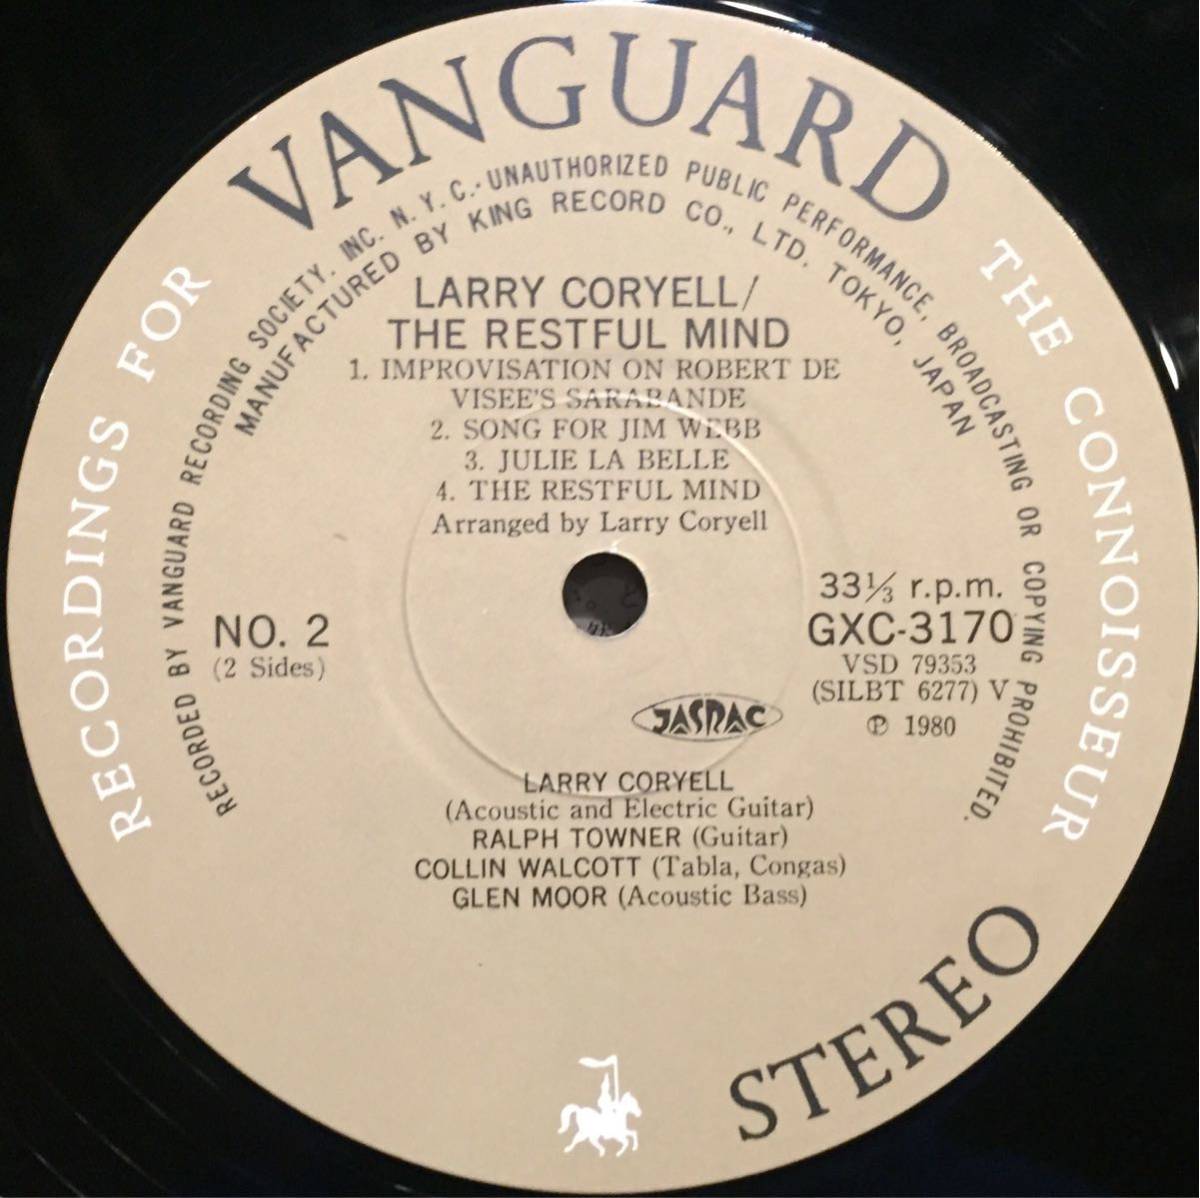 VANGUARD
RECORDINGS FOR THE CONNOISSEUR
RECORDED BY VANGUARD RECORDING SOCIETY. INC. N. Y. C.·UNAUTHORIZED PUBLIC PERFORMANCE, BROADCASTING OR COPYING PROHIBITED.
MANUFACTURED BY KING RECORD CO., LTD. TOKYO, JAPAN
LARRY CORYELL/
THE RESTFUL MIND
1. IMPROVISATION ON ROBERT DE
VISEE'S SARABANDE
2. SONG FOR JIM WEBB
3. JULIE LA BELLE
4. THE RESTFUL MIND
Arranged by Larry Coryell
NO. 2
(2 Sides)
33⅓ r.p.m.
GXC-3170
VSD 79353
(SILBT 6277) V
℗ 1980
JASRAC
LARRY CORYELL
(Acoustic and Electric Guitar)
RALPH TOWNER (Guitar)
COLLIN WALCOTT (Tabla, Congas)
GLEN MOOR (Acoustic Bass)
STEREO